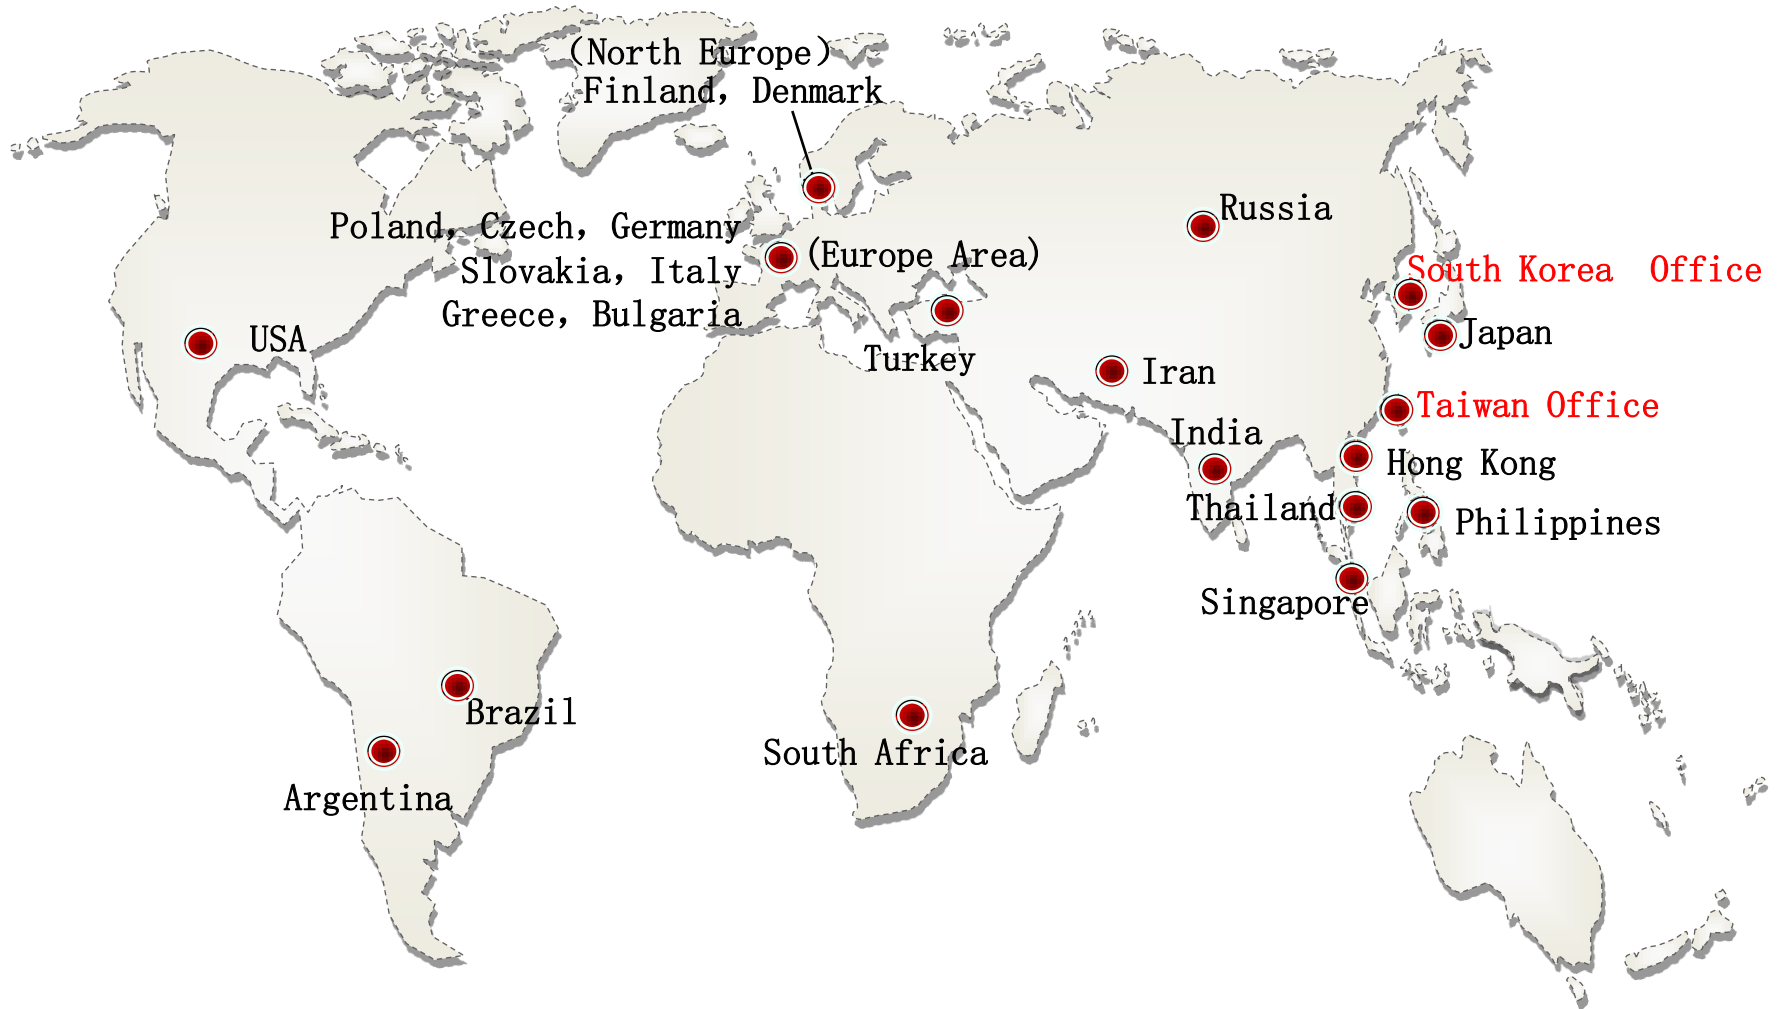 (North Europe)
Finland, Denmark
Russia
Poland, Czech, Germany
(Europe Area)
Slovakia, Italy
South Korea  Office
Greece, Bulgaria
USA
Japan
Turkey
Iran
Taiwan Office
India
Hong Kong
Thailand
Philippines
Singapore
Brazil
South Africa
Argentina